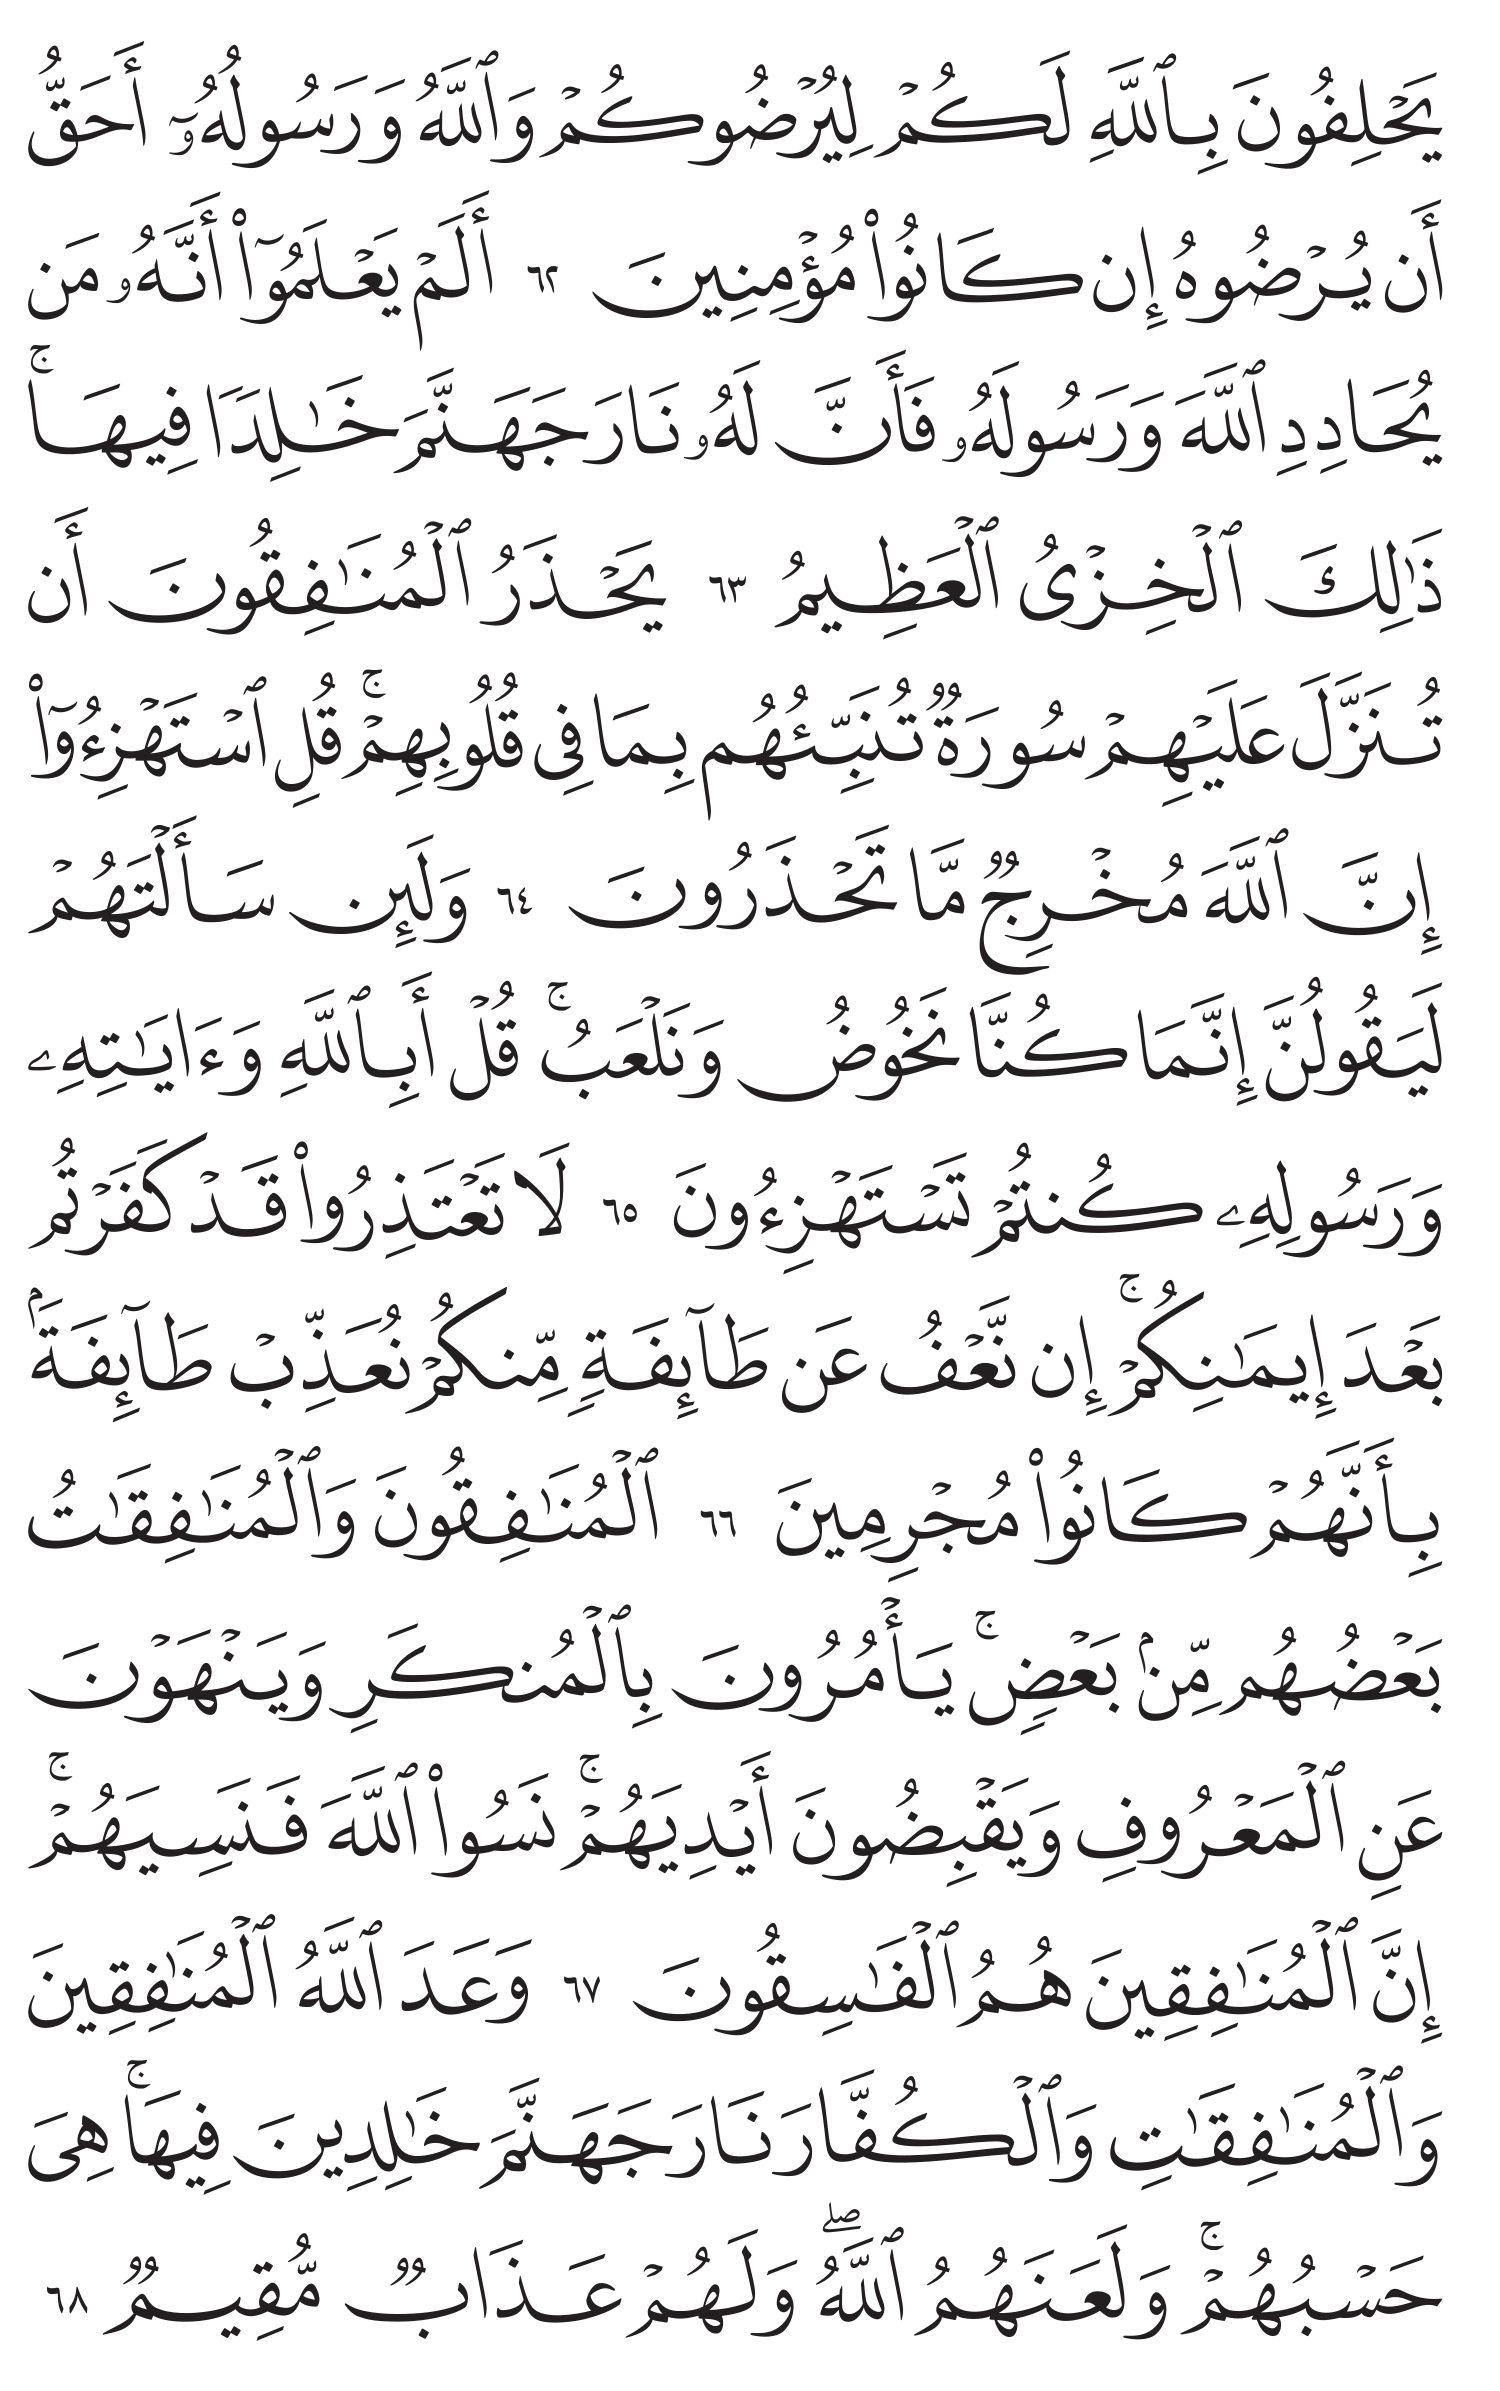 يَحۡلِفُونَ بِٱللَّهِ لَكُمۡ لِيُرۡضُوكُمۡ وَٱللَّهُ وَرَسُولُهُۥٓ أَحَقُّ
أَن يُرۡضُوهُ إِن كَانُواْ مُؤۡمِنِينَ ٦٢ أَلَمۡ يَعۡلَمُوٓاْ أَنَّهُۥ مَن
يُحَادِدِ ٱللَّهَ وَرَسُولَهُۥ فَأَنَّ لَهُۥ نَارَ جَهَنَّمَ خَٰلِدٗا فِيهَاۚ
ذَٰلِكَ ٱلۡخِزۡيُ ٱلۡعَظِيمُ ٦٣ يَحۡذَرُ ٱلۡمُنَٰفِقُونَ أَن
تُنَزَّلَ عَلَيۡهِمۡ سُورَةٞ تُنَبِّئُهُم بِمَا فِي قُلُوبِهِمۡۚ قُلِ ٱسۡتَهۡزِءُوٓاْ
إِنَّ ٱللَّهَ مُخۡرِجٞ مَّا تَحۡذَرُونَ ٦٤ وَلَئِن سَأَلۡتَهُمۡ
لَيَقُولُنَّ إِنَّمَا كُنَّا نَخُوضُ وَنَلۡعَبُۚ قُلۡ أَبِٱللَّهِ وَءَايَٰتِهِۦ
وَرَسُولِهِۦ كُنتُمۡ تَسۡتَهۡزِءُونَ ٦٥ لَا تَعۡتَذِرُواْ قَدۡ كَفَرۡتُم
بَعۡدَ إِيمَٰنِكُمۡۚ إِن نَّعۡفُ عَن طَآئِفَةٖ مِّنكُمۡ نُعَذِّبۡ طَآئِفَةَۢ
بِأَنَّهُمۡ كَانُواْ مُجۡرِمِينَ ٦٦ ٱلۡمُنَٰفِقُونَ وَٱلۡمُنَٰفِقَٰتُ
بَعۡضُهُم مِّنۢ بَعۡضٖۚ يَأۡمُرُونَ بِٱلۡمُنكَرِ وَيَنۡهَوۡنَ
عَنِ ٱلۡمَعۡرُوفِ وَيَقۡبِضُونَ أَيۡدِيَهُمۡۚ نَسُواْ ٱللَّهَ فَنَسِيَهُمۡۚ
إِنَّ ٱلۡمُنَٰفِقِينَ هُمُ ٱلۡفَٰسِقُونَ ٦٧ وَعَدَ ٱللَّهُ ٱلۡمُنَٰفِقِينَ
وَٱلۡمُنَٰفِقَٰتِ وَٱلۡكُفَّارَ نَارَ جَهَنَّمَ خَٰلِدِينَ فِيهَاۚ هِيَ
حَسۡبُهُمۡۚ وَلَعَنَهُمُ ٱللَّهُۖ وَلَهُمۡ عَذَابٞ مُّقِيمٞ ٦٨